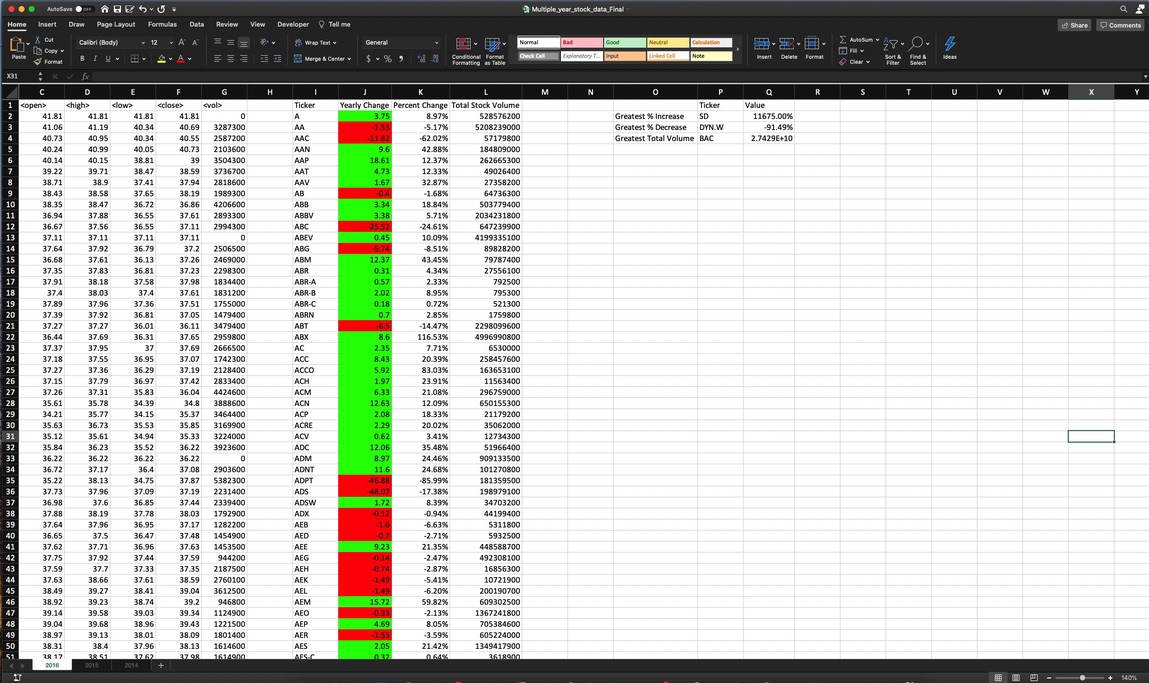 AutoSave OFF Multiple_year_stock_data_Final
Home Insert Draw Page Layout Formulas Data Review View Developer Tell me Share Comments
Paste Cut Copy Format
Calibri (Body) 12 B I U
Wrap Text Merge & Center
General $ % 
Conditional Formatting Format as Table
Normal Bad Good Neutral Calculation
Check Cell Explanatory T... Input Linked Cell Note
Insert Delete Format
AutoSum Fill Clear Sort & Filter Find & Select Ideas
X31 fx
C D E F G H I J K L M N O P Q R S T U V W X Y
1 <open> <high> <low> <close> <vol> Ticker Yearly Change Percent Change Total Stock Volume Ticker Value
2 41.81 41.81 41.81 41.81 0 A 3.75 8.97% 528576200 Greatest % Increase SD 11675.00%
3 41.06 41.19 40.34 40.69 3287300 AA -1.53 -5.17% 5208239000 Greatest % Decrease DYN.W -91.49%
4 40.73 40.95 40.34 40.55 2587200 AAC -11.82 -62.02% 57179800 Greatest Total Volume BAC 2.7429E+10
5 40.24 40.99 40.05 40.73 2103600 AAN 9.6 42.88% 184809000
6 40.14 40.15 38.81 39 3504300 AAP 18.61 12.37% 262665300
7 39.22 39.71 38.47 38.59 3736700 AAT 4.73 12.33% 49026400
8 38.71 38.9 37.41 37.94 2818600 AAV 1.67 32.87% 27358200
9 38.43 38.58 37.65 38.19 1989300 AB -0.4 -1.68% 64736300
10 38.35 38.47 36.72 36.86 4206600 ABB 3.34 18.84% 503779400
11 36.94 37.88 36.55 37.61 2893300 ABBV 3.38 5.71% 2034231800
12 36.67 37.56 36.55 37.11 2994300 ABC -25.52 -24.61% 647239900
13 37.11 37.11 37.11 37.11 0 ABEV 0.45 10.09% 4199335100
14 37.64 37.92 36.79 37.2 2506500 ABG -5.74 -8.51% 89828200
15 36.68 37.61 36.13 37.26 2469000 ABM 12.37 43.45% 79787400
16 37.35 37.83 36.81 37.23 2298300 ABR 0.31 4.34% 27556100
17 37.91 38.18 37.58 37.98 1834400 ABR-A 0.57 2.33% 792500
18 37.4 38.03 37.4 37.61 1831200 ABR-B 2.02 8.95% 795300
19 37.89 37.96 37.36 37.51 1755000 ABR-C 0.18 0.72% 521300
20 37.39 37.92 36.81 37.05 1479400 ABRN 0.7 2.85% 1759800
21 37.27 37.27 36.01 36.11 3479400 ABT -6.5 -14.47% 2298099600
22 36.44 37.69 36.31 37.65 2959800 ABX 8.6 116.53% 4996990800
23 37.37 37.95 37 37.69 2666500 AC 2.35 7.71% 6530000
24 37.18 37.55 36.95 37.07 1742300 ACC 8.43 20.39% 258457600
25 37.27 37.36 36.29 37.19 2128400 ACCO 5.92 83.03% 163653100
26 37.15 37.79 36.97 37.42 2833400 ACH 1.97 23.91% 11563400
27 37.26 37.31 35.83 36.04 4424600 ACM 6.33 21.08% 296759000
28 35.61 35.78 34.39 34.8 3888600 ACN 12.63 12.09% 650155300
29 34.21 35.77 34.15 35.37 3464400 ACP 2.08 18.33% 21179200
30 35.63 36.73 35.53 35.85 3169900 ACRE 2.29 20.02% 35062000
31 35.12 35.61 34.94 35.33 3224000 ACV 0.62 3.41% 12734300
32 35.84 36.23 35.52 36.22 3923600 ADC 12.06 35.48% 51966400
33 36.22 36.22 36.22 36.22 0 ADM 8.97 24.46% 909133500
34 36.72 37.17 36.4 37.08 2903600 ADNT 11.6 24.68% 101270800
35 35.22 38.13 34.75 37.87 5382300 ADPT -46.88 -85.99% 181359500
36 37.73 37.96 37.09 37.19 2231400 ADS -48.07 -17.38% 198979100
37 36.98 37.6 36.85 37.44 2339400 ADSW 1.72 8.39% 34703200
38 37.88 38.19 37.78 38.03 1792900 ADX -0.12 -0.94% 44199400
39 37.64 37.96 36.95 37.17 1282200 AEB -1.6 -6.63% 5311800
40 36.65 37.5 36.47 37.48 1454900 AED -0.7 -2.71% 5932500
41 37.62 37.71 36.96 37.63 1453500 AEE 9.23 21.35% 448588700
42 37.75 37.92 37.44 37.59 944200 AEG -0.14 -2.47% 492308100
43 37.59 37.7 37.33 37.35 2187500 AEH -0.74 -2.87% 16856300
44 37.63 38.66 37.61 38.59 2760100 AEK -1.49 -5.41% 10721900
45 38.49 39.27 38.41 39.04 3612500 AEL -1.49 -6.20% 200190700
46 38.92 39.23 38.74 39.2 946800 AEM 15.72 59.82% 609302500
47 39.14 39.58 39.03 39.34 1124900 AEO -0.33 -2.13% 1367241800
48 39.04 39.68 38.96 39.43 1221500 AEP 4.69 8.05% 705384600
49 38.97 39.13 38.01 38.09 1801400 AER -1.55 -3.59% 605224000
50 38.31 38.4 37.96 38.13 1614600 AES 2.05 21.42% 1349417900
51 38.17 38.51 37.62 37.98 1614900 AES-C 0.32 0.64% 3618900
2016 2015 2014 +
140%